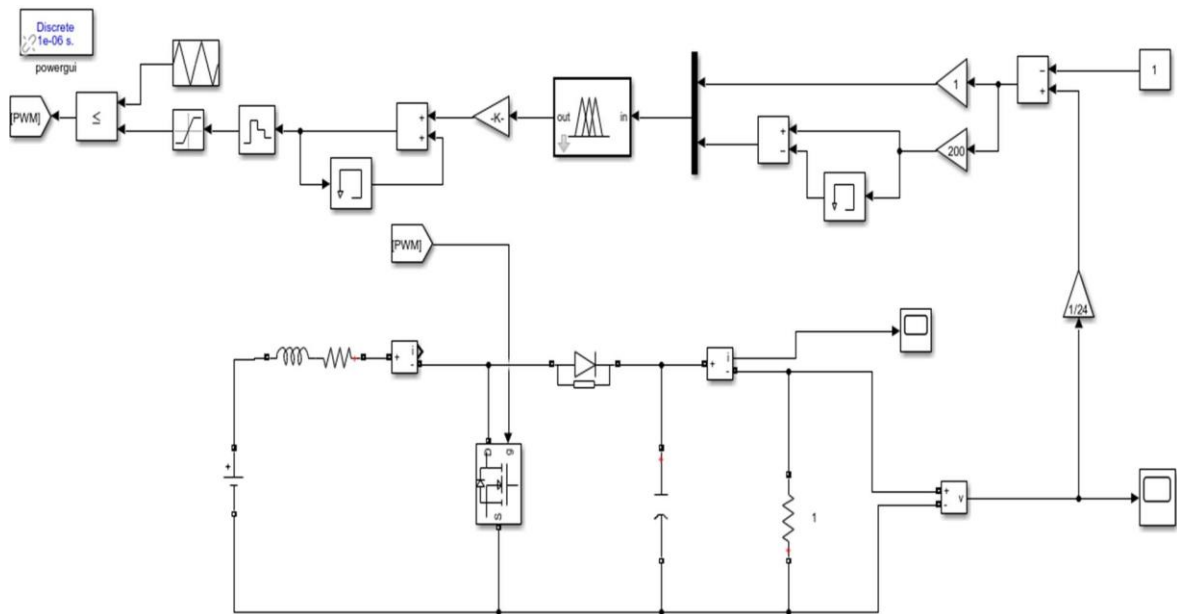 Discrete
1e-06 s.
powergui
[PWM]
≤
-K-
out
in
1
200
+
+
+
−
−
+
1
[PWM]
1/24
+
i
+
-
g
D
S
+
i
-
1
+
-
v